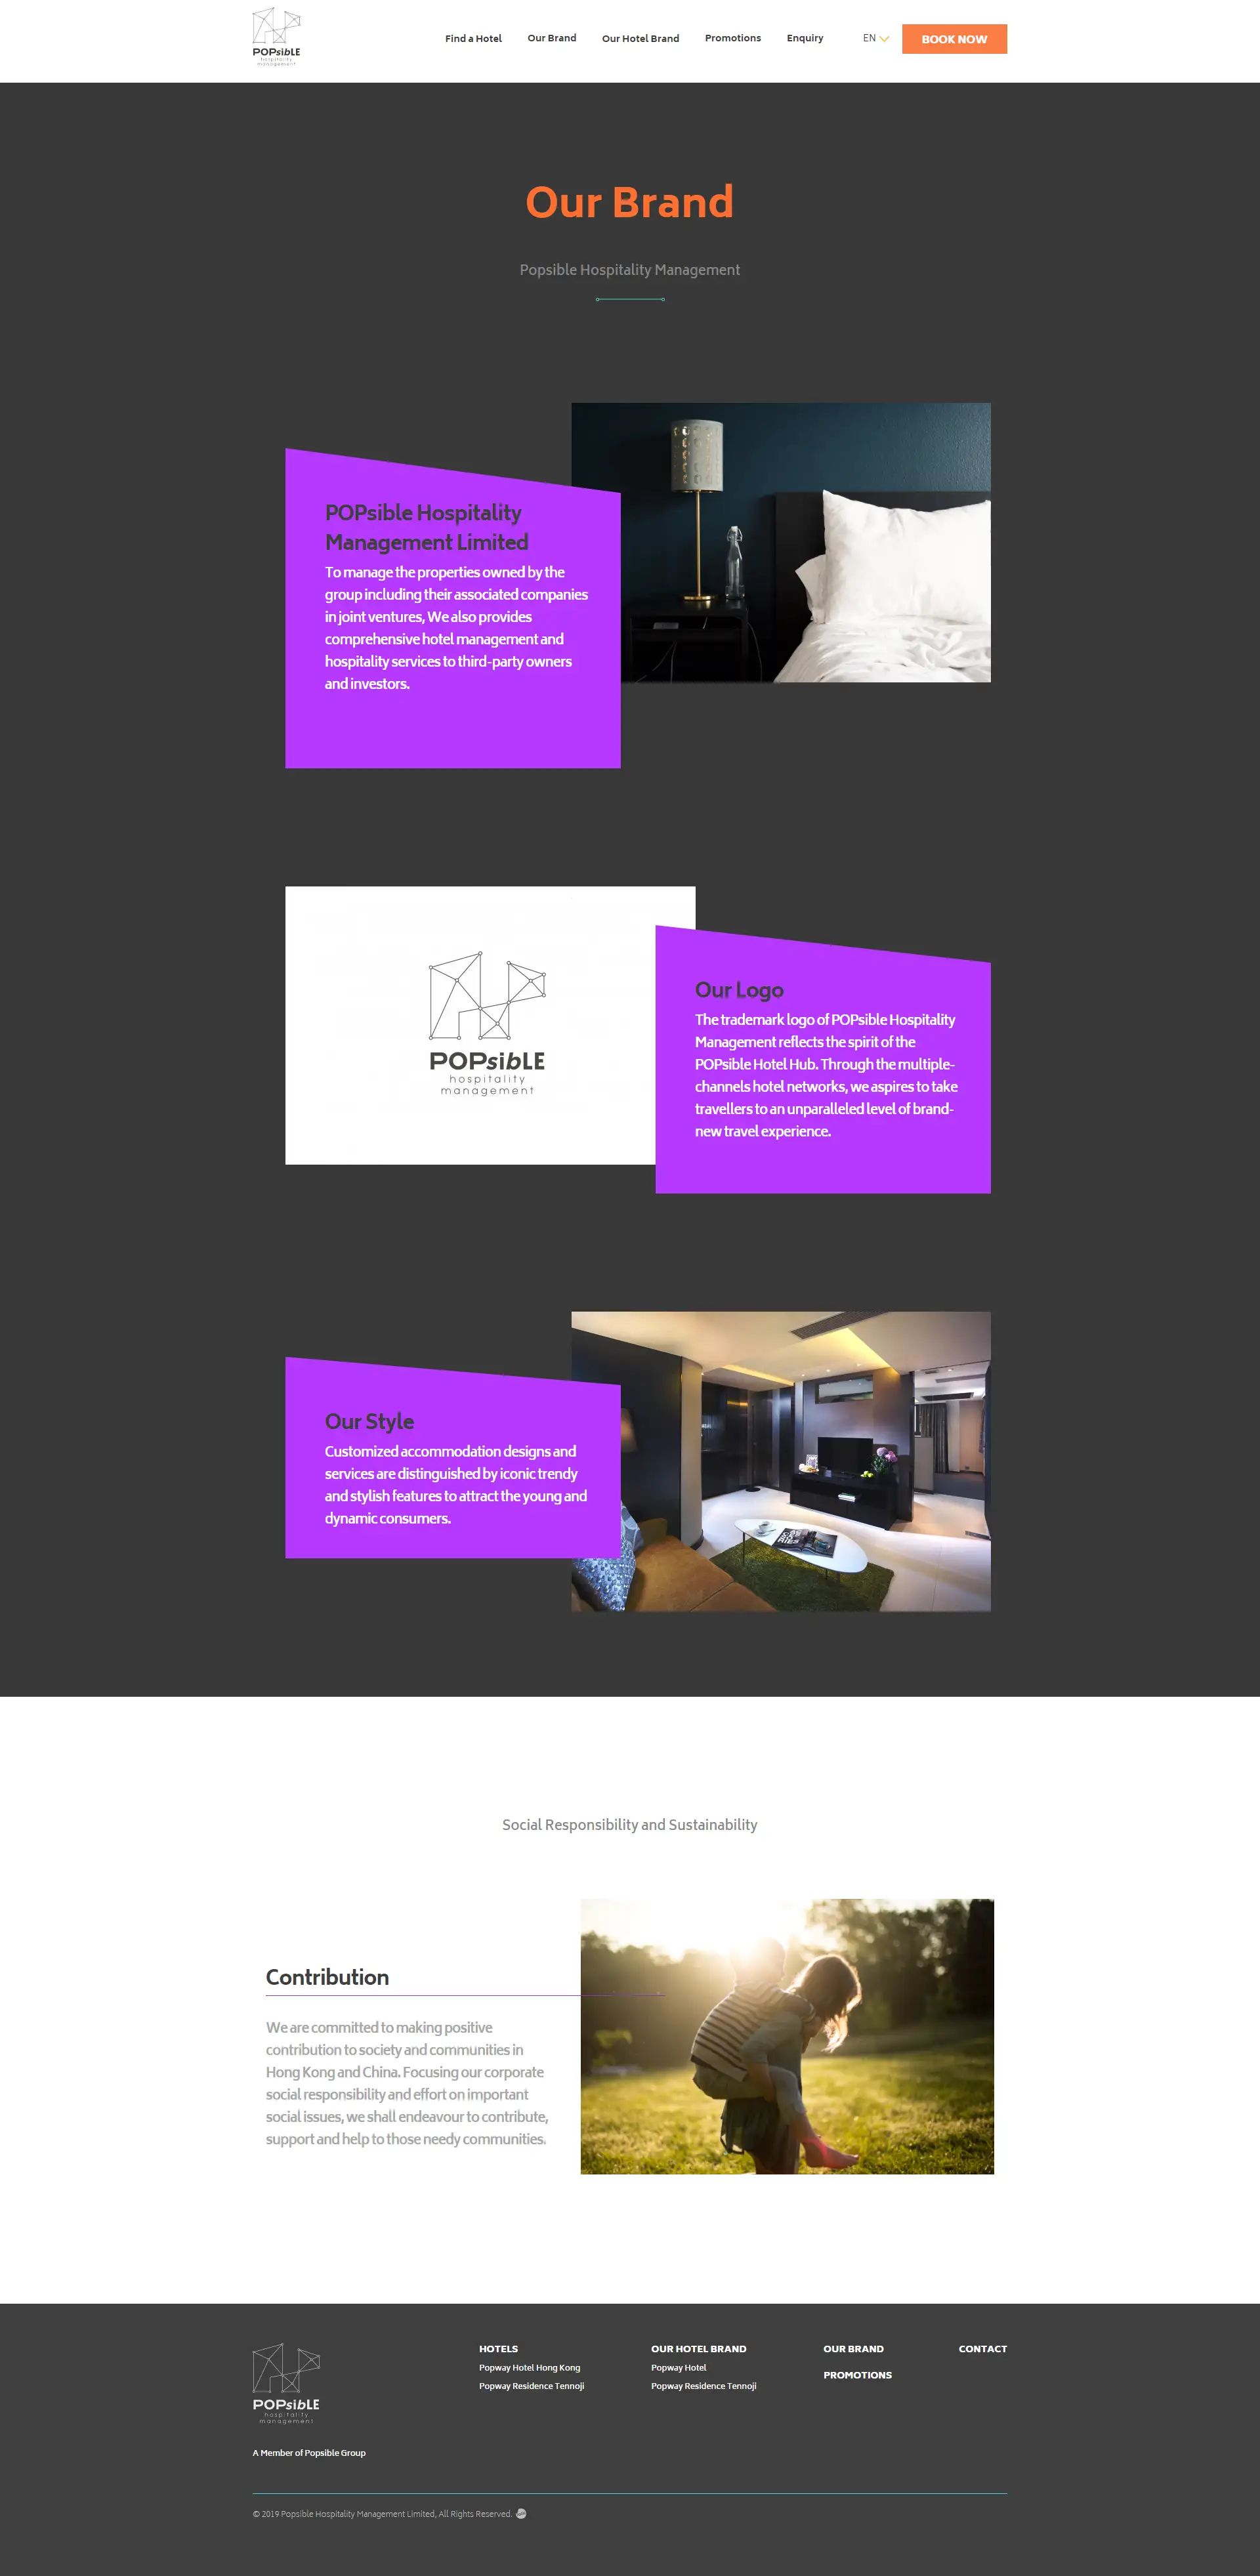 POPsibLE
hospitality
management
Find a Hotel
Our Brand
Our Hotel Brand
Promotions
Enquiry
EN
BOOK NOW
Our Brand
Popsible Hospitality Management
POPsible Hospitality
Management Limited
To manage the properties owned by the
group including their associated companies
in joint ventures, We also provides
comprehensive hotel management and
hospitality services to third-party owners
and investors.
POPsibLE
hospitality
management
Our Logo
The trademark logo of POPsible Hospitality
Management reflects the spirit of the
POPsible Hotel Hub. Through the multiple-
channels hotel networks, we aspires to take
travellers to an unparalleled level of brand-
new travel experience.
Our Style
Customized accommodation designs and
services are distinguished by iconic trendy
and stylish features to attract the young and
dynamic consumers.
Social Responsibility and Sustainability
Contribution
We are committed to making positive
contribution to society and communities in
Hong Kong and China. Focusing our corporate
social responsibility and effort on important
social issues, we shall endeavour to contribute,
support and help to those needy communities.
POPsibLE
hospitality
management
A Member of Popsible Group
HOTELS
Popway Hotel Hong Kong
Popway Residence Tennoji
OUR HOTEL BRAND
Popway Hotel
Popway Residence Tennoji
OUR BRAND
PROMOTIONS
CONTACT
© 2019 Popsible Hospitality Management Limited, All Rights Reserved.